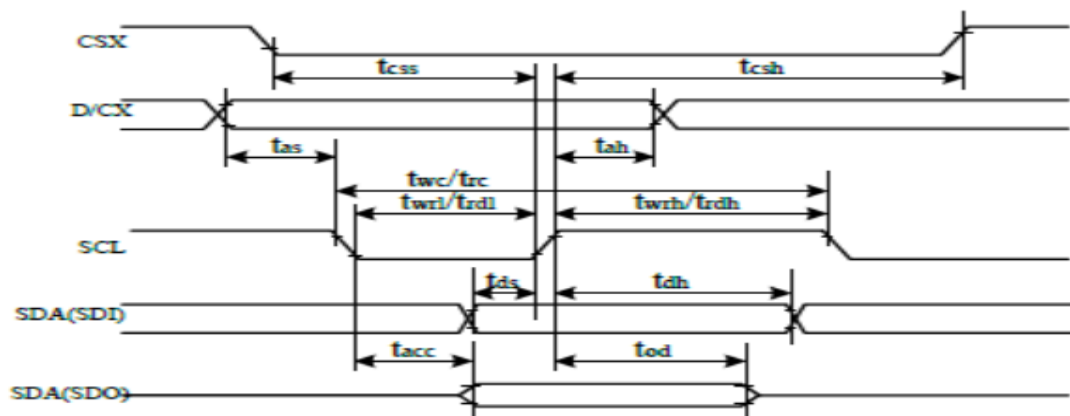 CSX
tcss
tcsh
D/CX
tas
tah
twc/trc
twrl/trdl
twrh/trdh
SCL
tds
tdh
SDA(SDI)
tacc
tod
SDA(SDO)